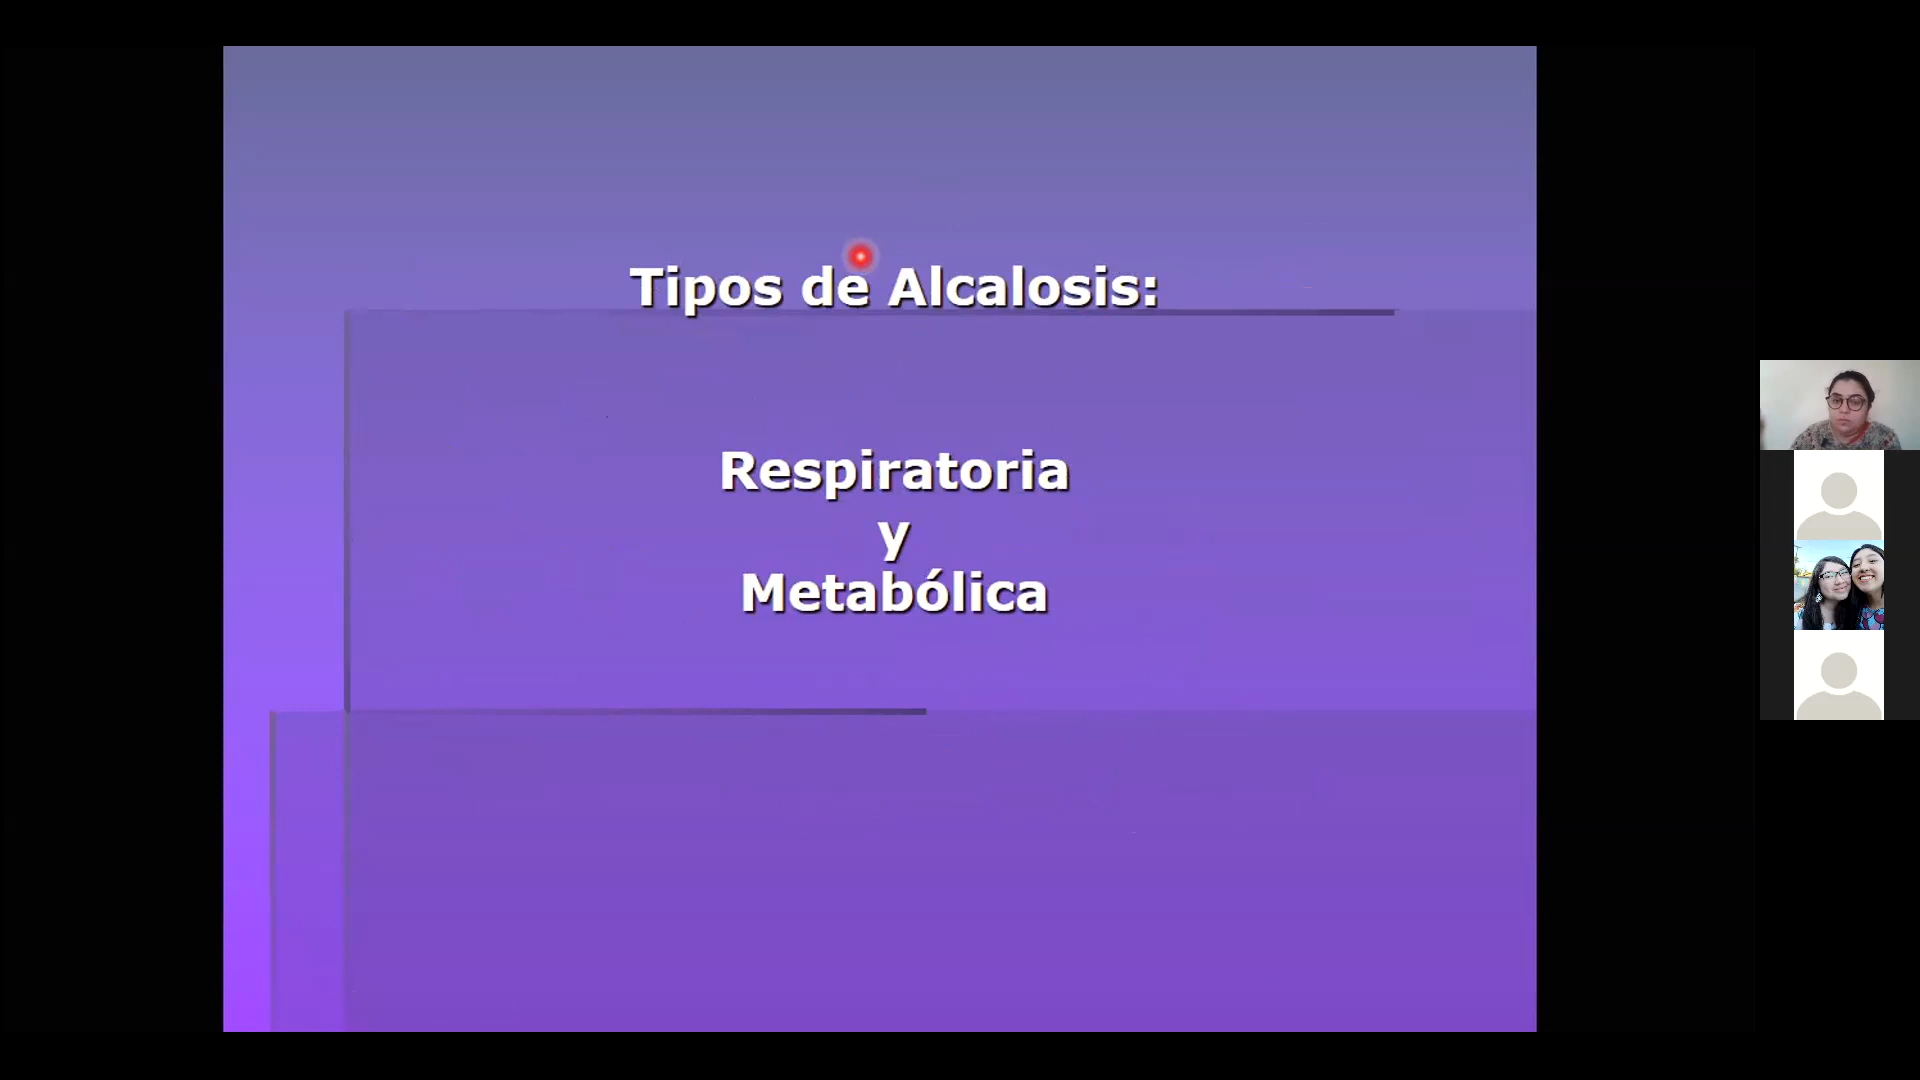 Tipos de Alcalosis:
Respiratoria
y
Metabólica